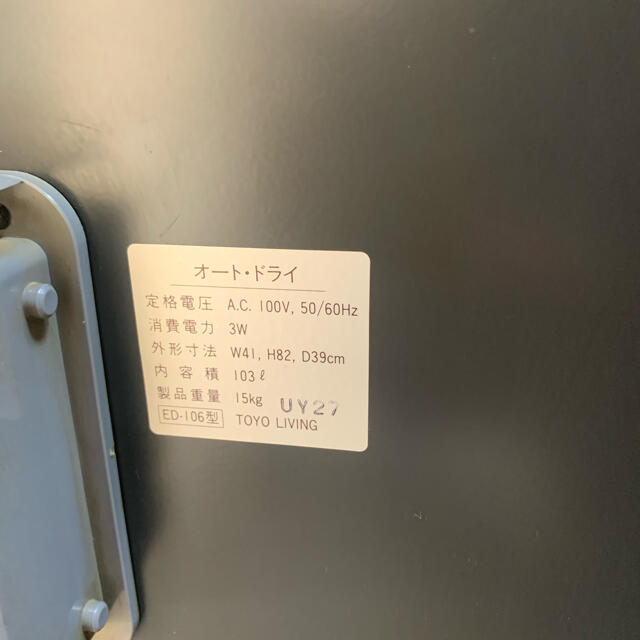 オート・ドライ
定格電圧 A.C. 100V, 50/60Hz
消費電力 3W
外形寸法 W41, H82, D39cm
内容積 103ℓ
製品重量 15kg UY27
ED-106型 TOYO LIVING